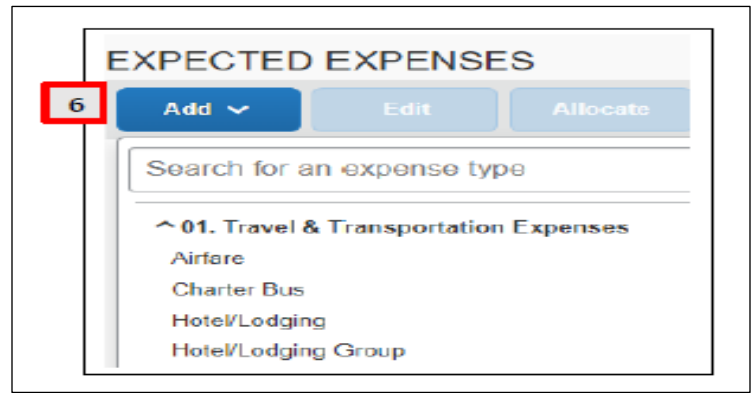 EXPECTED EXPENSES
6 Add Edit Allocate
Search for an expense type
01. Travel & Transportation Expenses
Airfare
Charter Bus
Hotel/Lodging
Hotel/Lodging Group